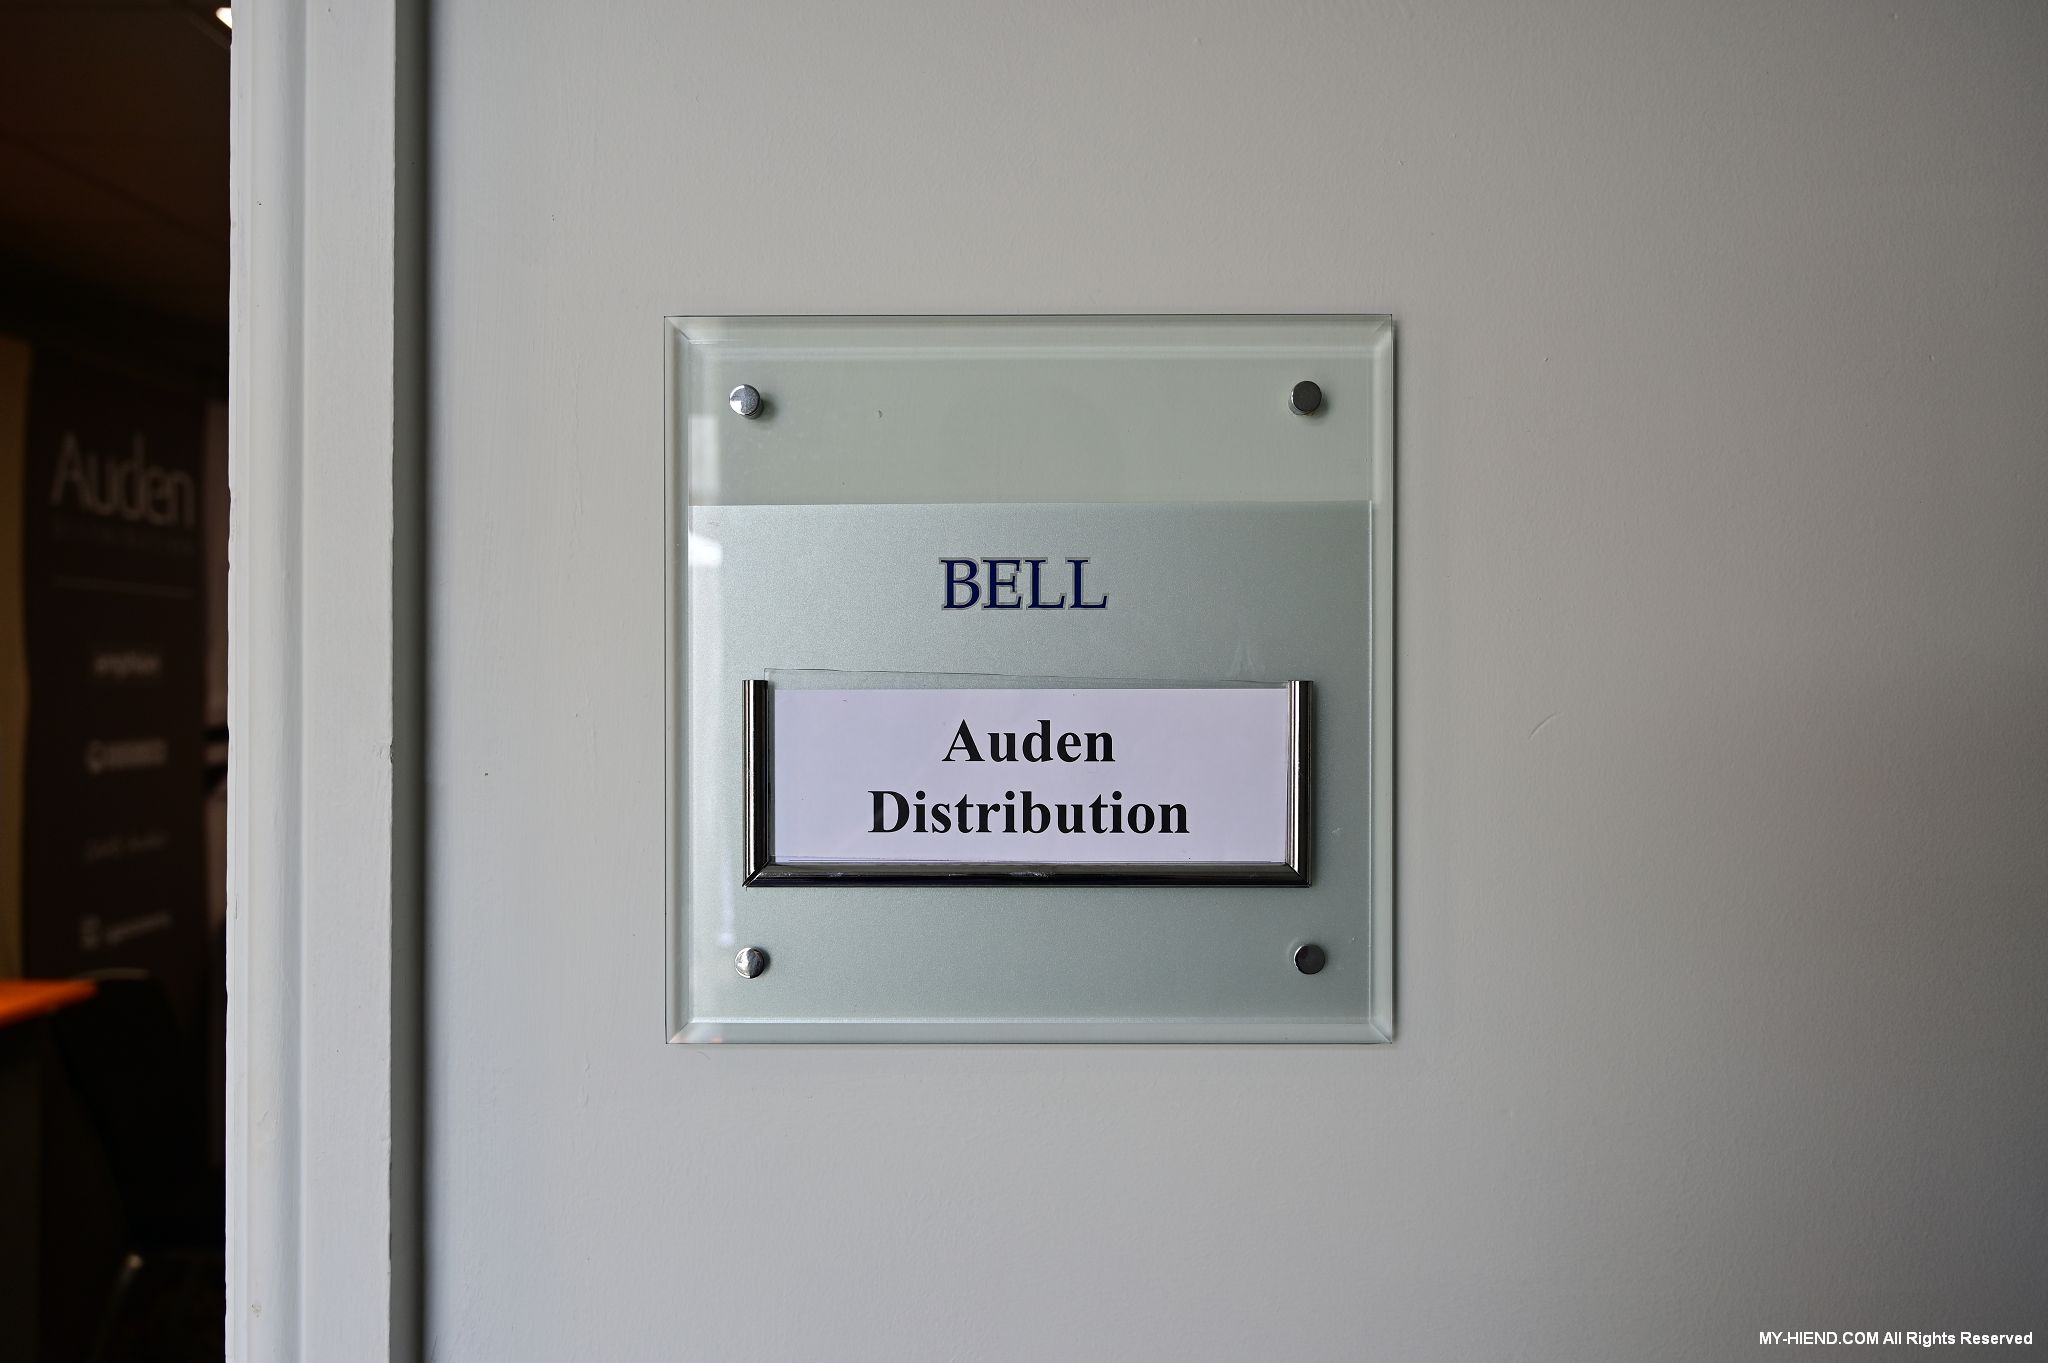 Auden
BELL
Auden
Distribution
MY-HIEND.COM All Rights Reserved